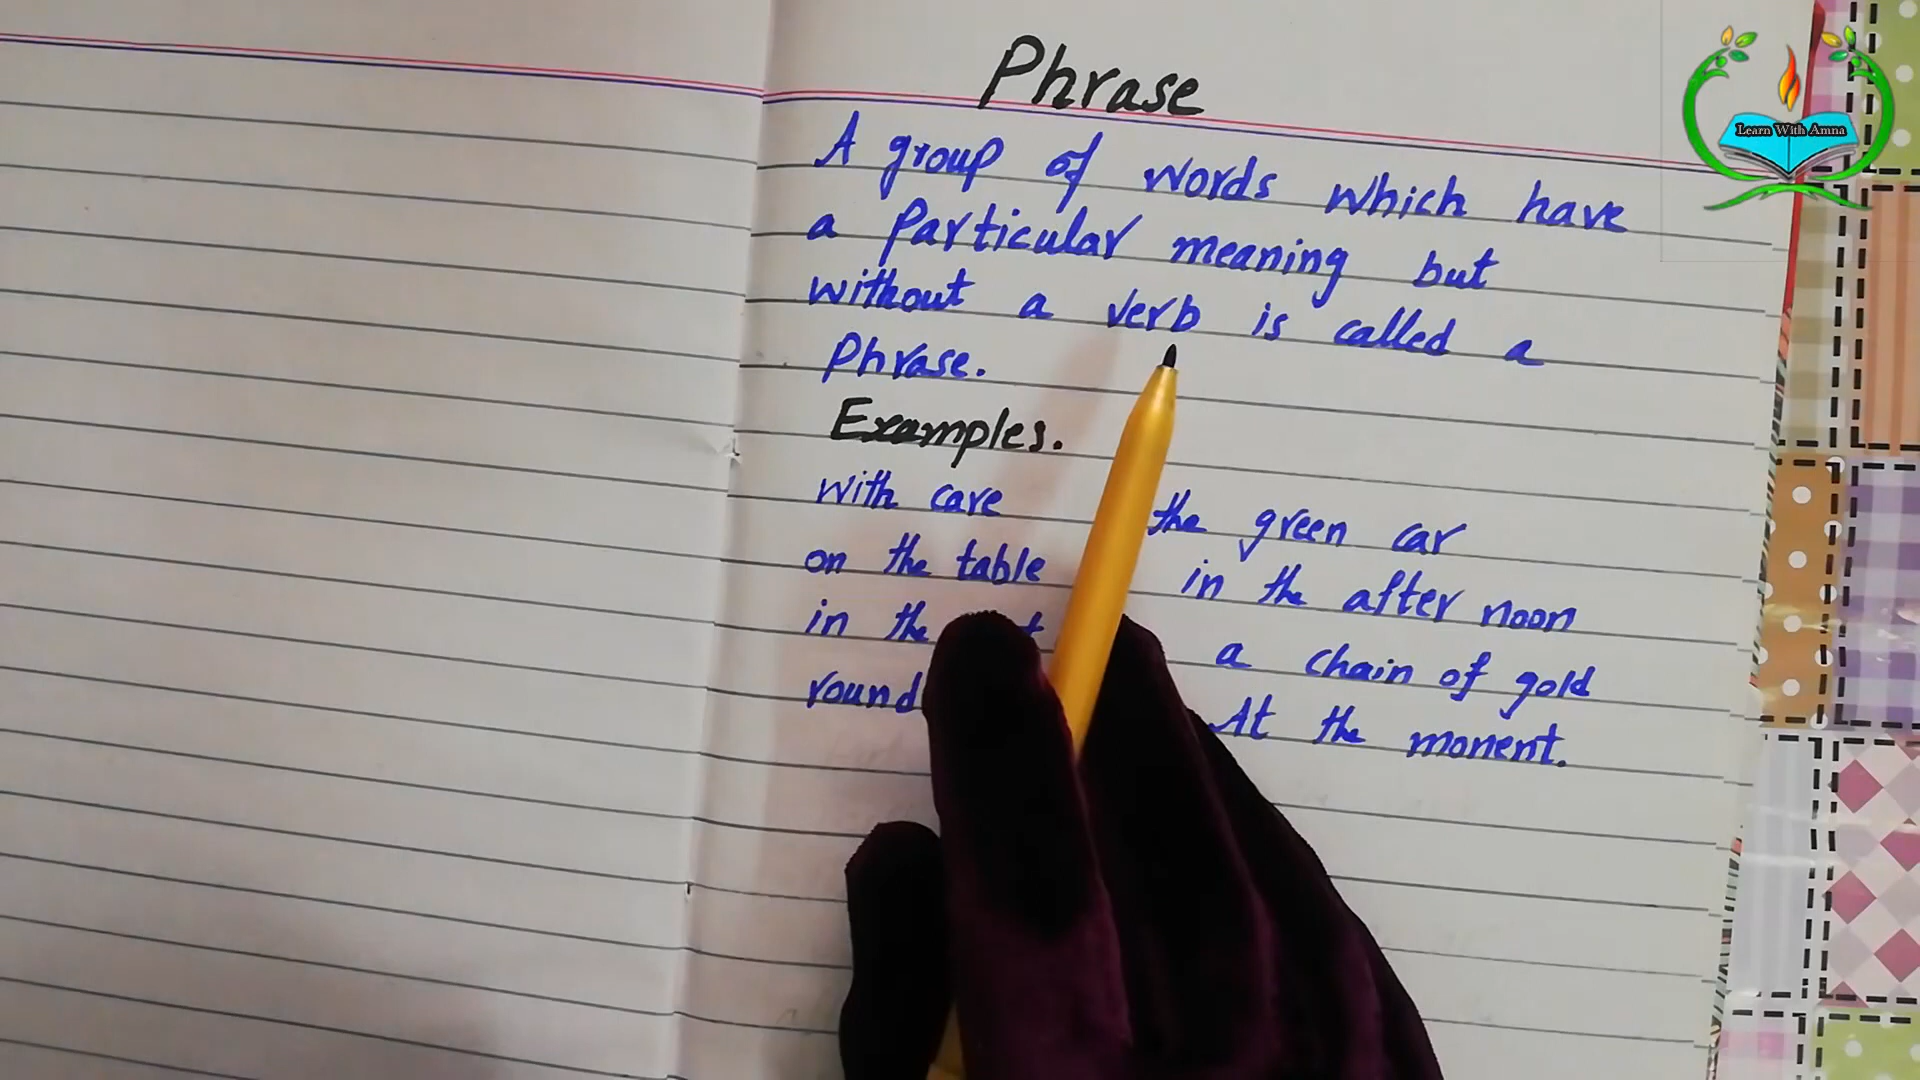 Phrase
A group of words which have
a particular meaning but
without a verb is called a
Phrase.
Examples.
with care the green car
on the table in the after noon
in the a chain of gold
round At the moment.
Learn With Amna